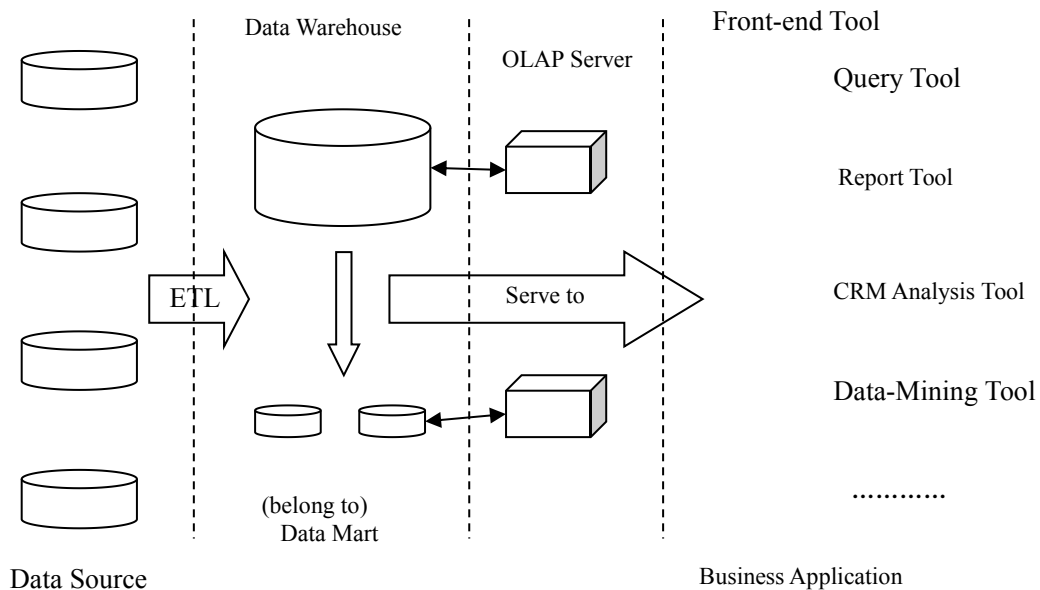 Data Warehouse
Front-end Tool
OLAP Server
Query Tool
Report Tool
ETL
Serve to
CRM Analysis Tool
Data-Mining Tool
…………
(belong to)
Data Mart
Data Source
Business Application